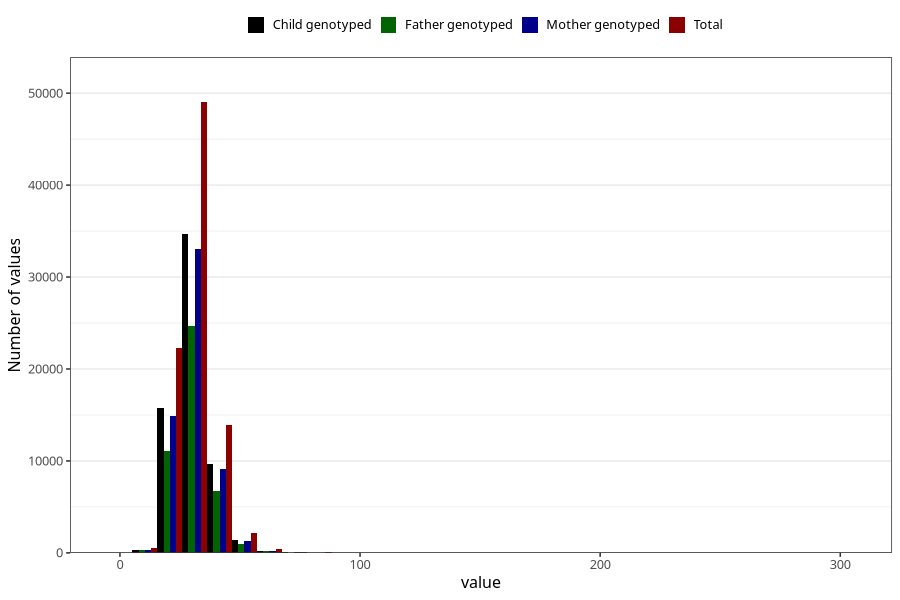 Child genotyped Father genotyped Mother genotyped Total
50000
40000
30000
20000
10000
0
Number of values
0 100 200 300
value